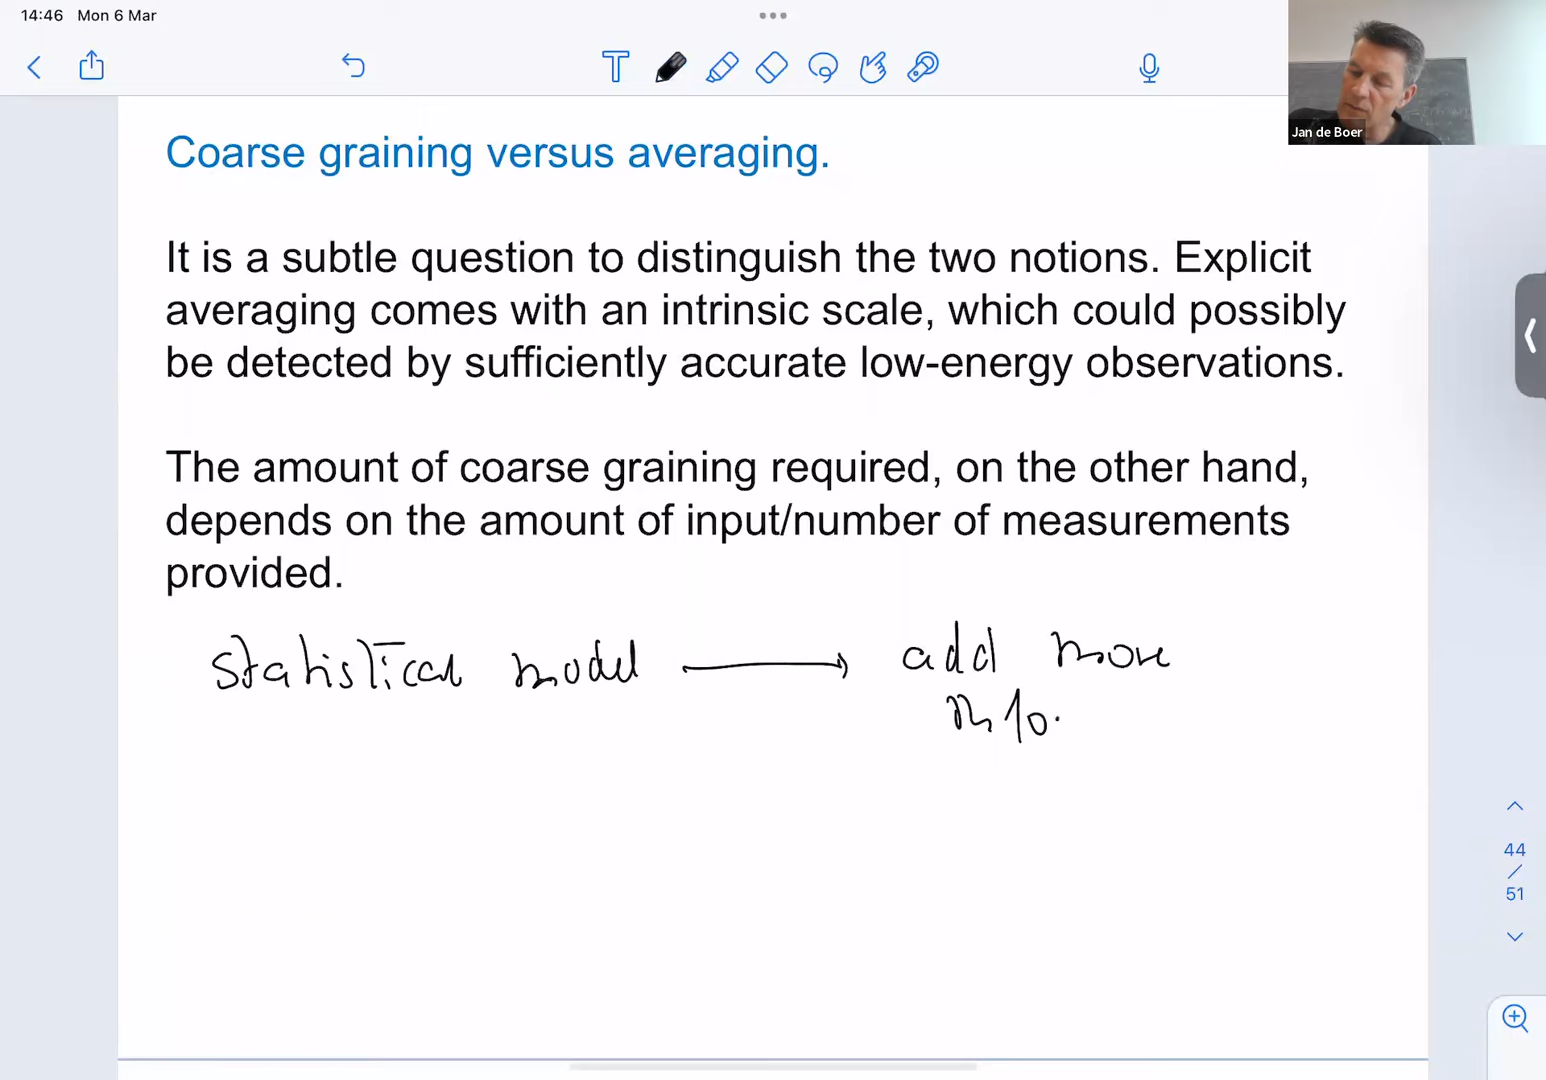 14:46 Mon 6 Mar
Jan de Boer
Coarse graining versus averaging.
It is a subtle question to distinguish the two notions. Explicit
averaging comes with an intrinsic scale, which could possibly
be detected by sufficiently accurate low-energy observations.
The amount of coarse graining required, on the other hand,
depends on the amount of input/number of measurements
provided.
statistical model ⟶ add more
info.
44
/
51